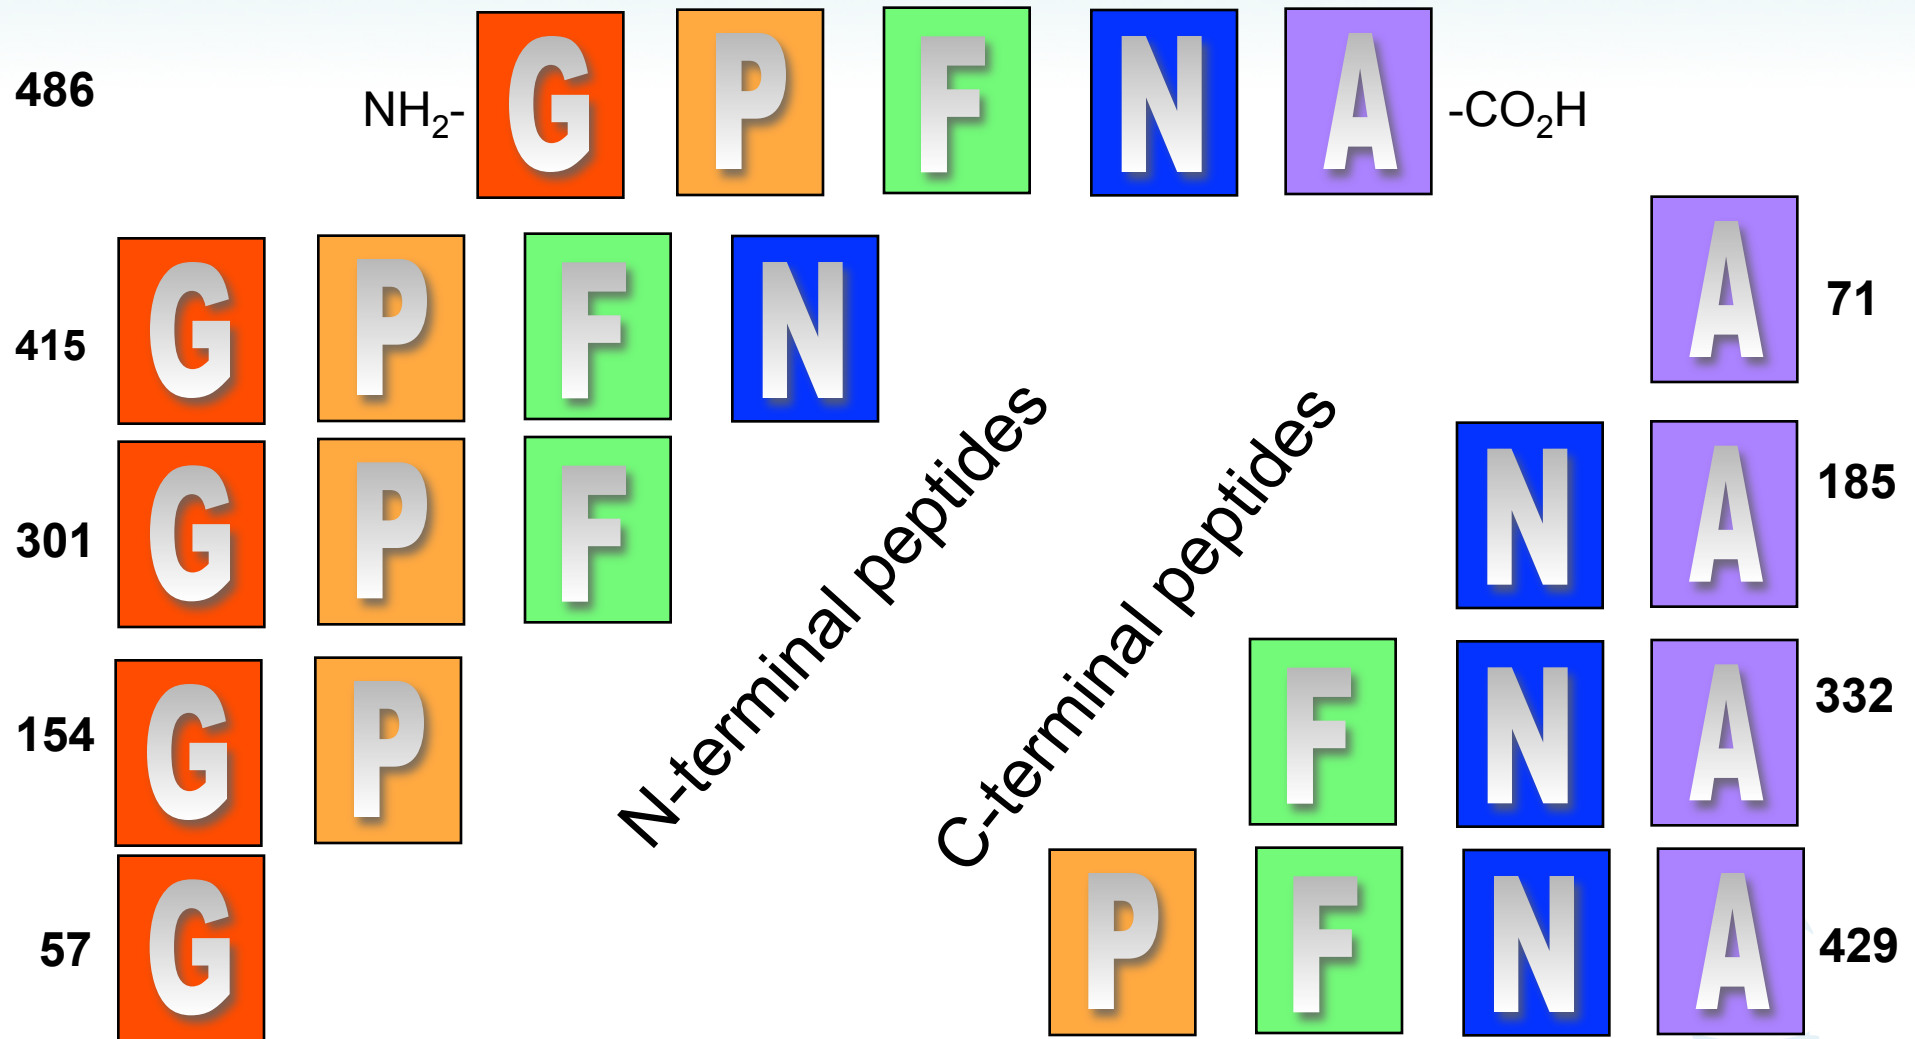 486 NH₂- G P F N A -CO₂H
415 G P F N A 71
301 G P F N A 185
154 G P F N A 332
57 G P F N A 429
N-terminal peptides
C-terminal peptides